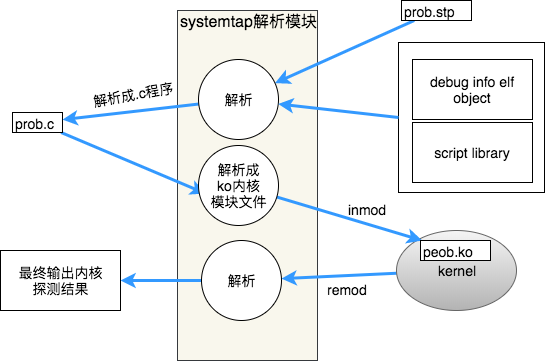 systemtap解析模块
prob.stp
debug info elf
object
script library
解析
解析成.c程序
prob.c
解析成
ko内核
模块文件
inmod
peob.ko
kernel
remod
解析
最终输出内核
探测结果